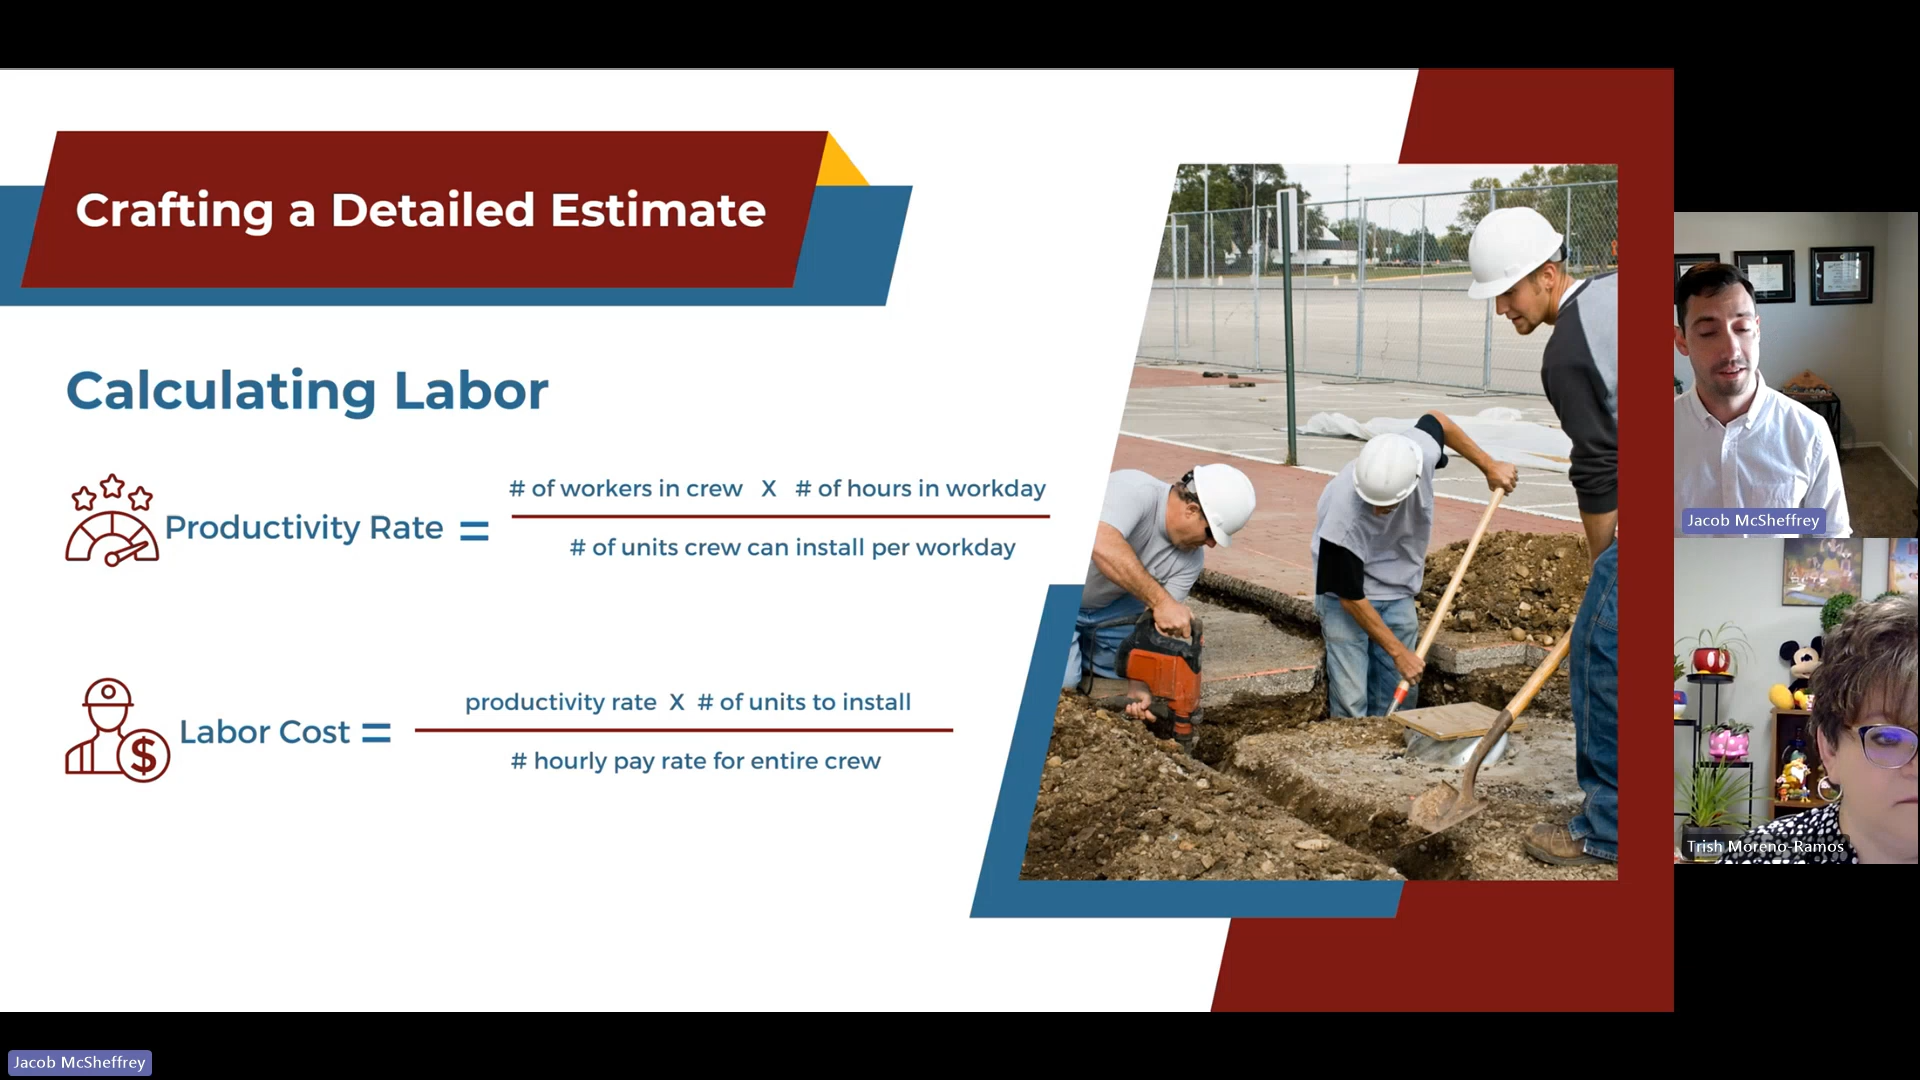 Crafting a Detailed Estimate
Calculating Labor
Productivity Rate =
# of workers in crew X # of hours in workday
# of units crew can install per workday
Labor Cost =
productivity rate X # of units to install
# hourly pay rate for entire crew
$
Jacob McSheffrey
Trish Moreno-Ramos
Jacob McSheffrey